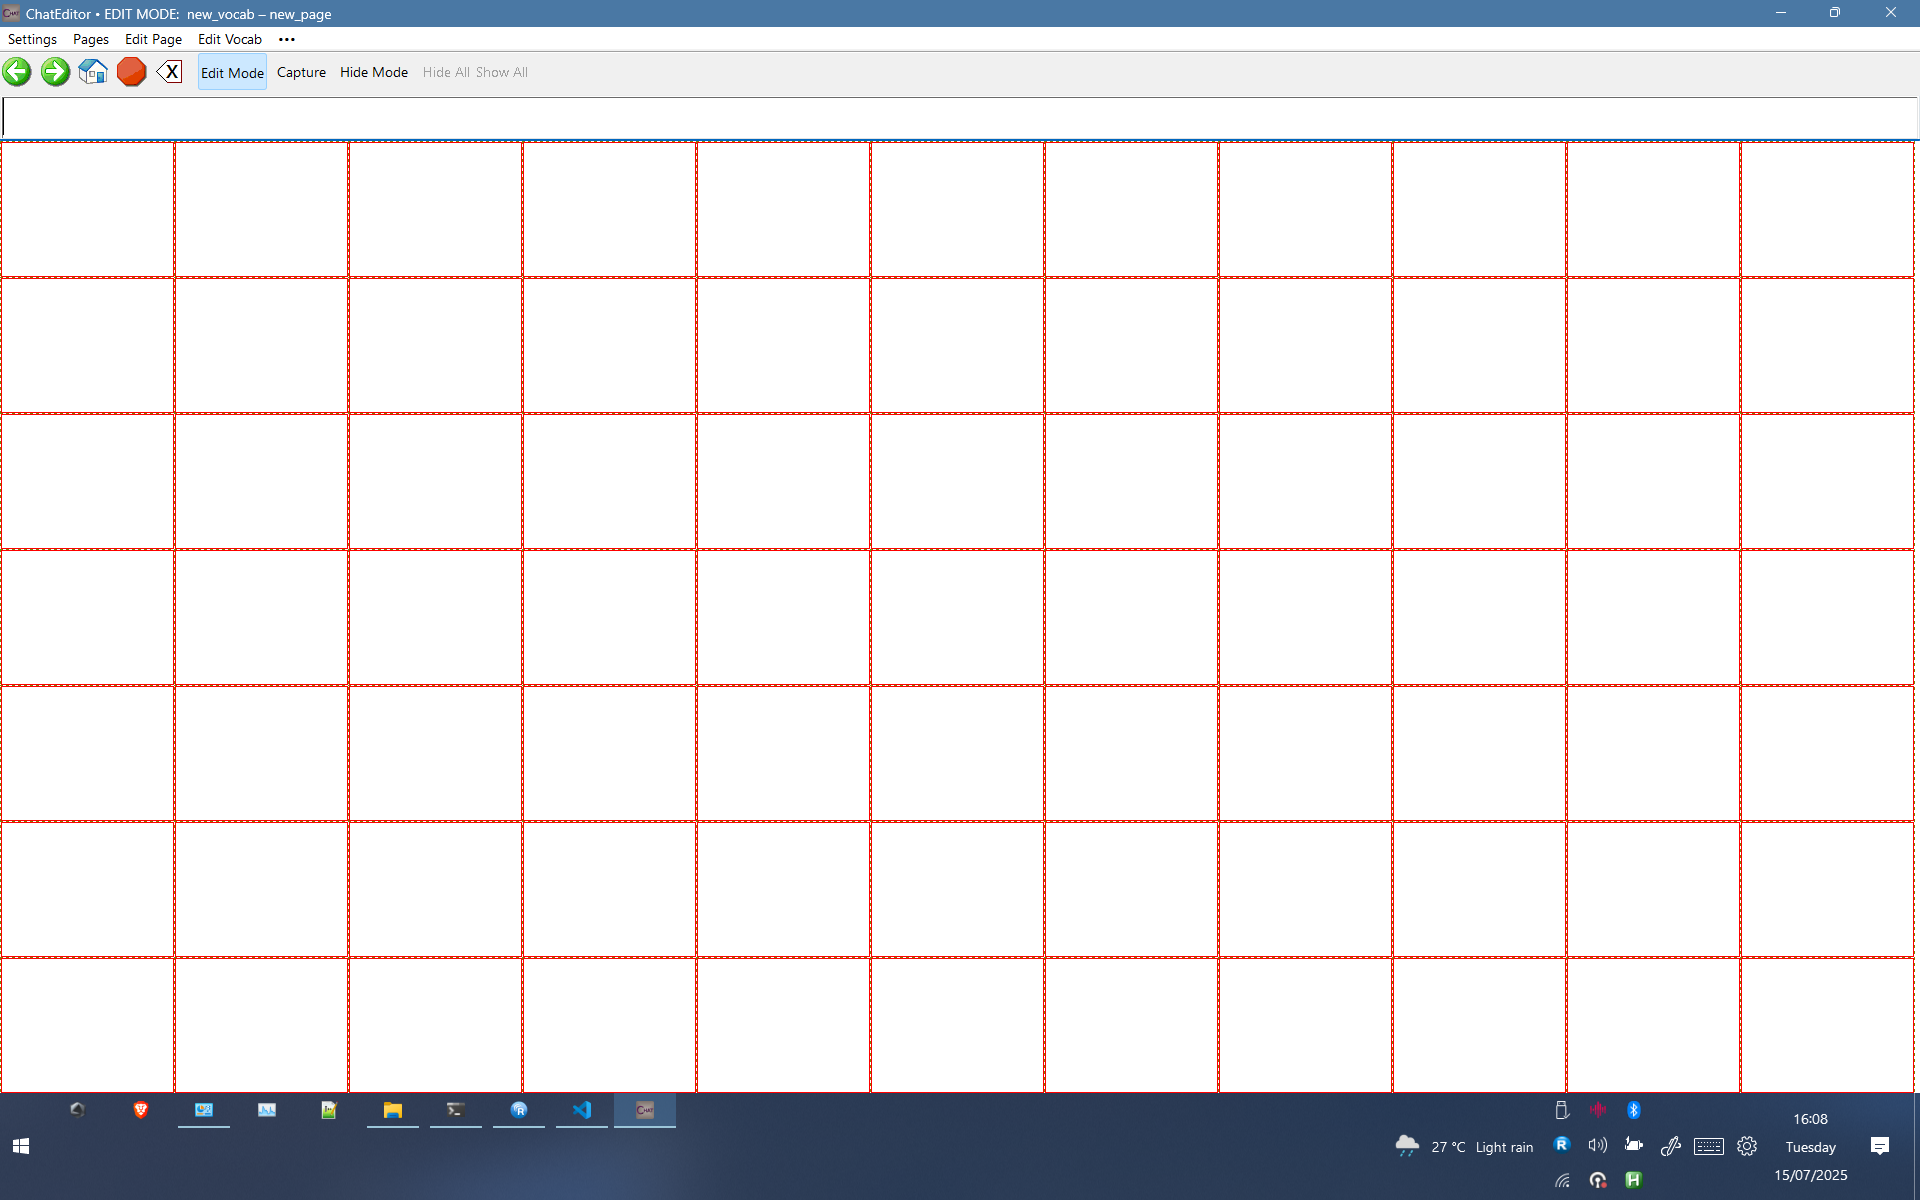 ChatEditor • EDIT MODE: new_vocab – new_page
Settings Pages Edit Page Edit Vocab •••
X Edit Mode Capture Hide Mode Hide All Show All
CHAT
16:08
27 °C Light rain
Tuesday
15/07/2025